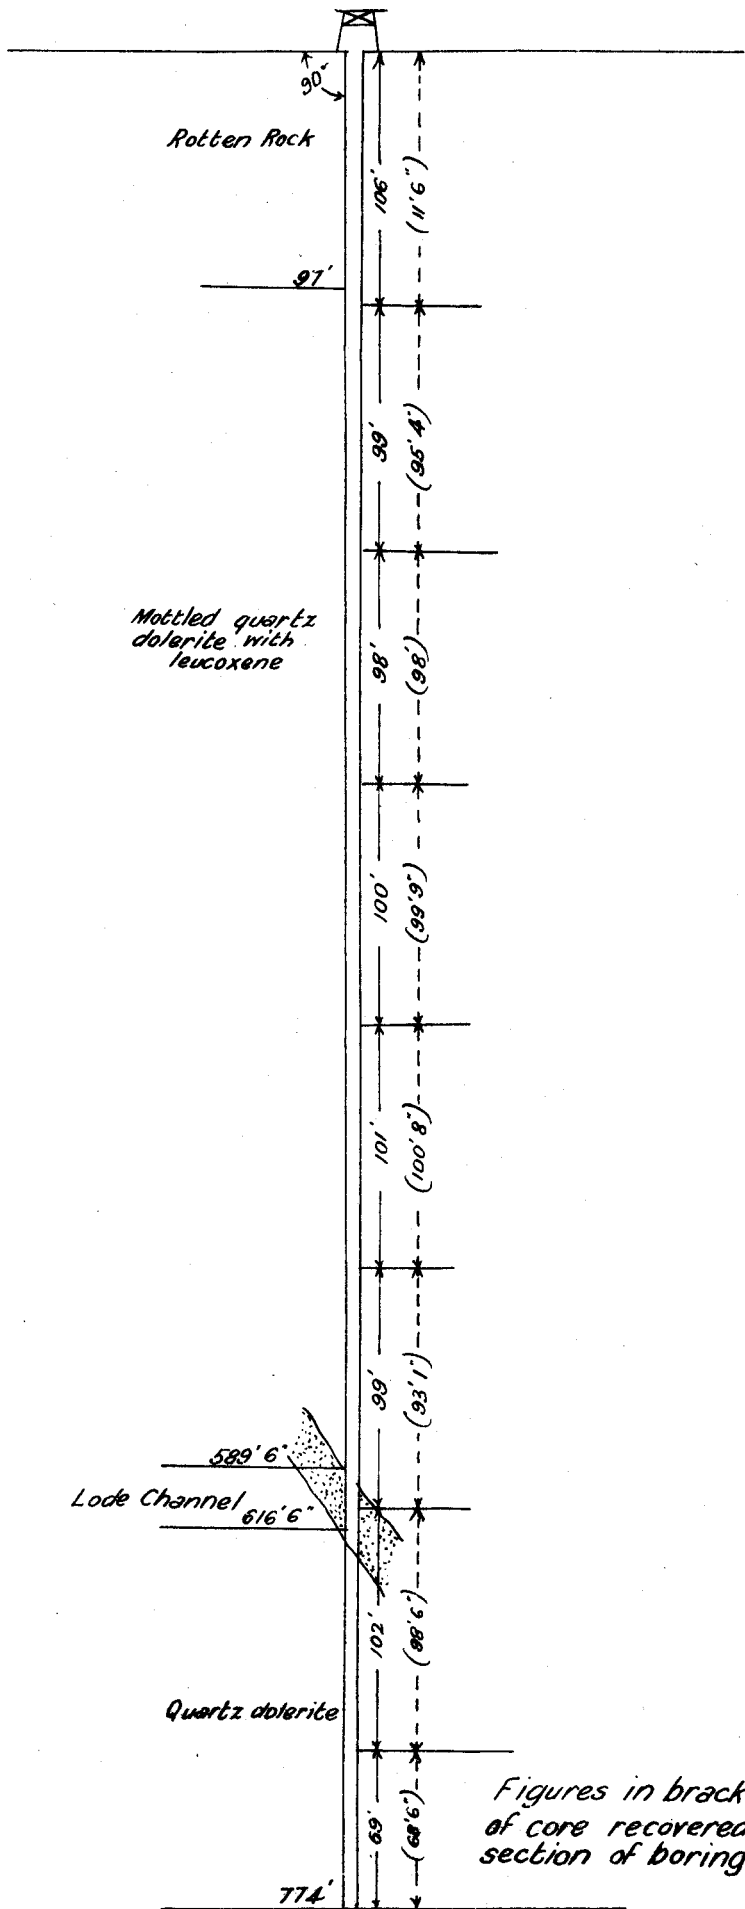 90°
Rotten Rock
106'
(11'6")
97'
99'
(95'4")
Mottled quartz
dolerite with
leucoxene
98'
(98')
100'
(99'9")
101'
(100'8")
99'
(93'1")
589'6"
Lode Channel
616'6"
102'
(98'6")
Quartz dolerite
69'
(68'6")
Figures in brack
of core recovered
section of boring
774'